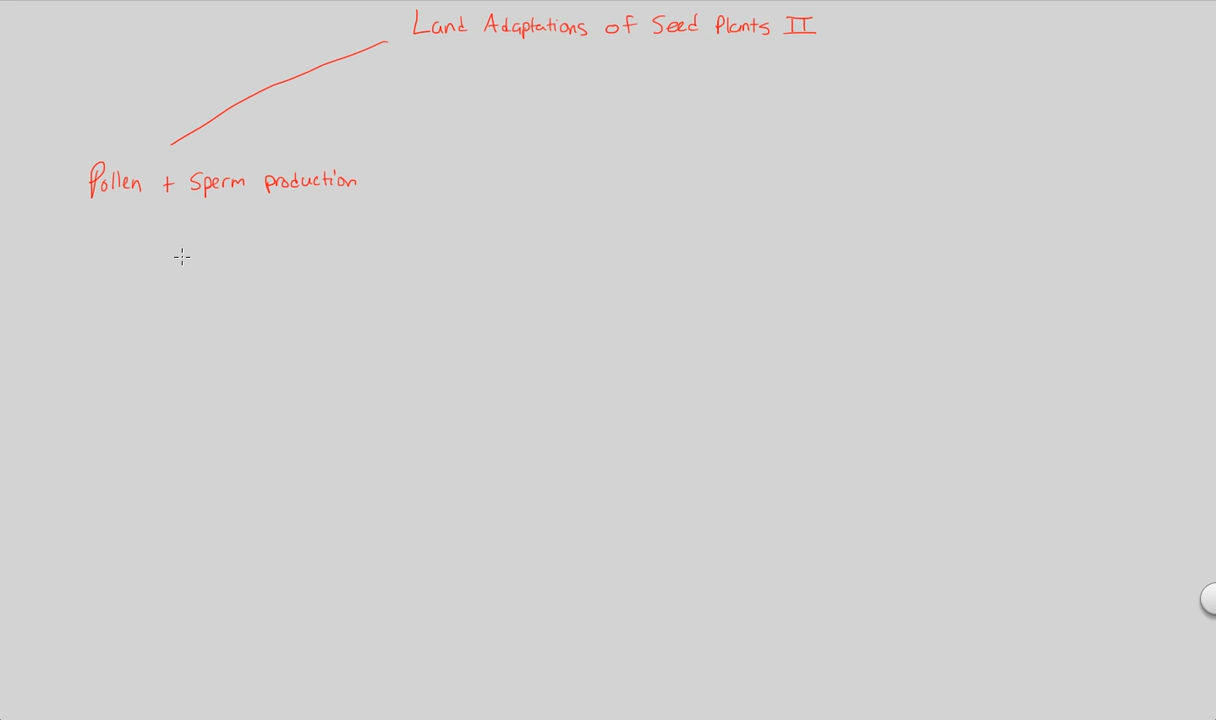 Land Adaptations of Seed Plants II
Pollen + Sperm production